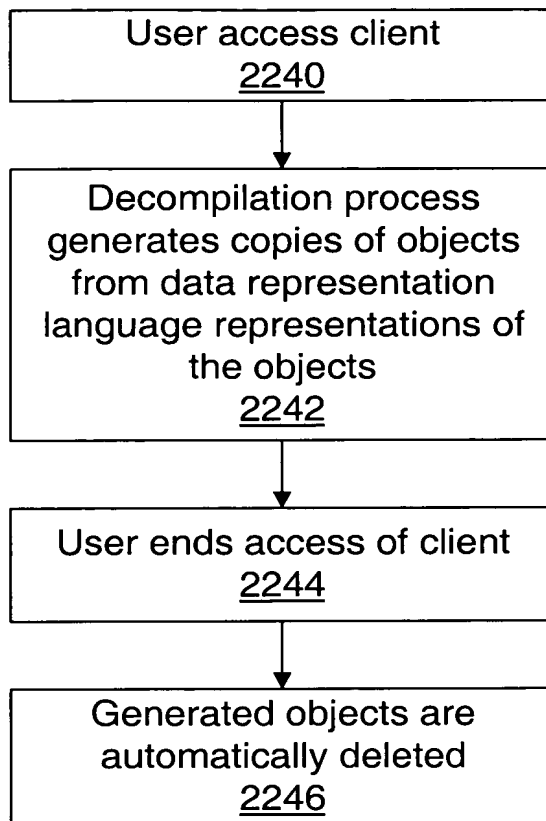 User access client
2240
Decompilation process
generates copies of objects
from data representation
language representations of
the objects
2242
User ends access of client
2244
Generated objects are
automatically deleted
2246